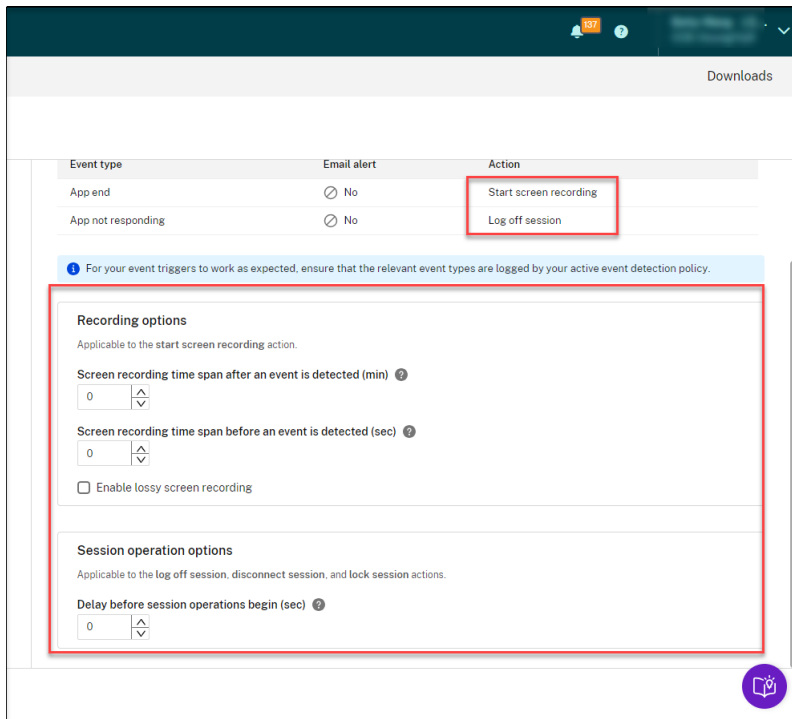 137
?
Downloads
Event type Email alert Action
App end No Start screen recording
App not responding No Log off session
i For your event triggers to work as expected, ensure that the relevant event types are logged by your active event detection policy.
Recording options
Applicable to the start screen recording action.
Screen recording time span after an event is detected (min) ?
0
Screen recording time span before an event is detected (sec) ?
0
Enable lossy screen recording
Session operation options
Applicable to the log off session, disconnect session, and lock session actions.
Delay before session operations begin (sec) ?
0